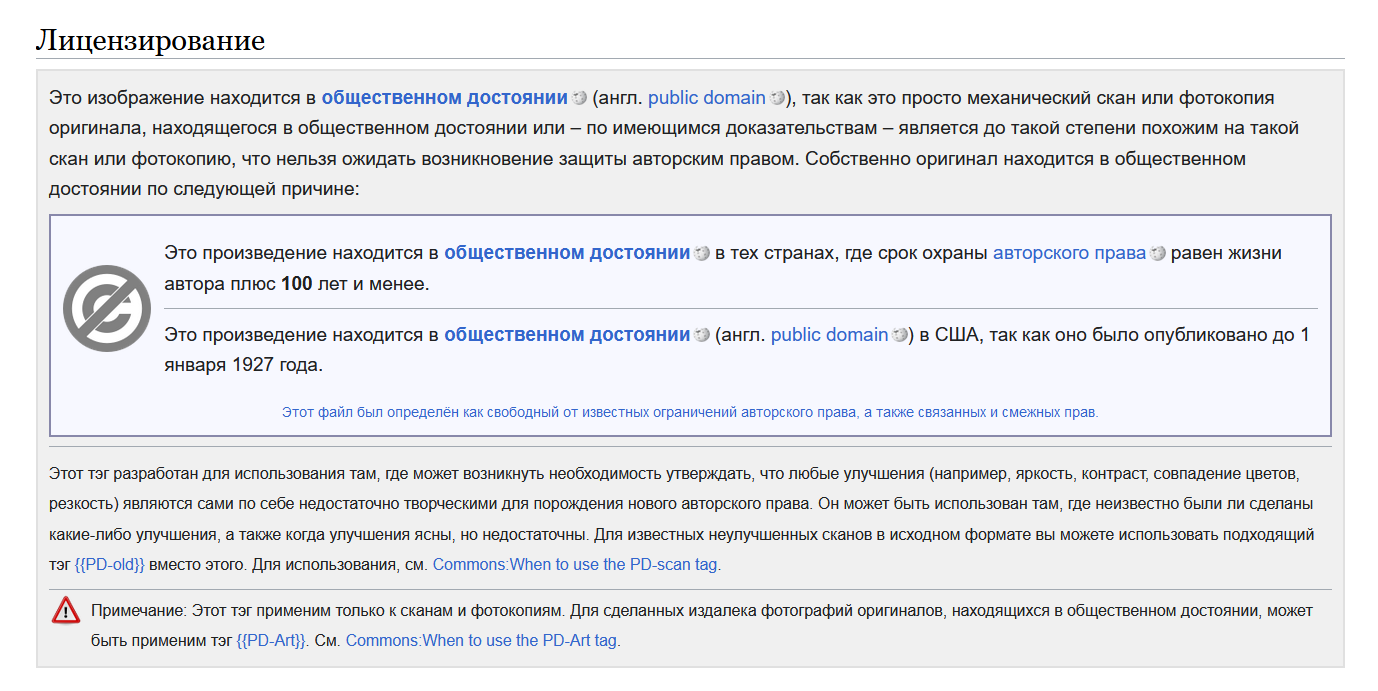 Лицензирование
Это изображение находится в общественном достоянии (англ. public domain), так как это просто механический скан или фотокопия
оригинала, находящегося в общественном достоянии или – по имеющимся доказательствам – является до такой степени похожим на такой
скан или фотокопию, что нельзя ожидать возникновение защиты авторским правом. Собственно оригинал находится в общественном
достоянии по следующей причине:
Это произведение находится в общественном достоянии в тех странах, где срок охраны авторского права равен жизни
автора плюс 100 лет и менее.
Это произведение находится в общественном достоянии (англ. public domain) в США, так как оно было опубликовано до 1
января 1927 года.
Этот файл был определён как свободный от известных ограничений авторского права, а также связанных и смежных прав.
Этот тэг разработан для использования там, где может возникнуть необходимость утверждать, что любые улучшения (например, яркость, контраст, совпадение цветов,
резкость) являются сами по себе недостаточно творческими для порождения нового авторского права. Он может быть использован там, где неизвестно были ли сделаны
какие-либо улучшения, а также когда улучшения ясны, но недостаточны. Для известных неулучшенных сканов в исходном формате вы можете использовать подходящий
тэг {{PD-old}} вместо этого. Для использования, см. Commons:When to use the PD-scan tag.
Примечание: Этот тэг применим только к сканам и фотокопиям. Для сделанных издалека фотографий оригиналов, находящихся в общественном достоянии, может
быть применим тэг {{PD-Art}}. См. Commons:When to use the PD-Art tag.